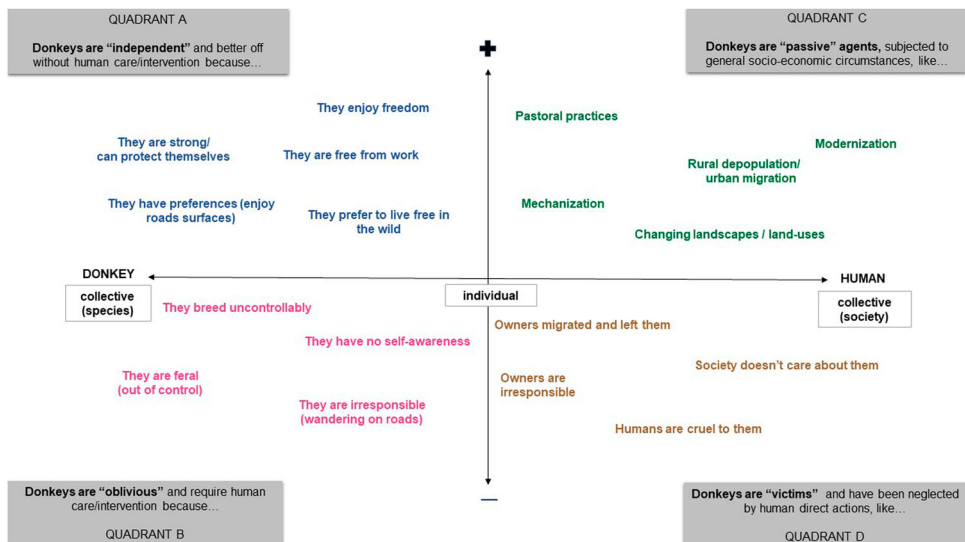 QUADRANT A
Donkeys are “independent” and better off
without human care/intervention because…
QUADRANT C
Donkeys are “passive” agents, subjected to
general socio-economic circumstances, like…
+
They enjoy freedom
They are strong/
can protect themselves
They are free from work
They have preferences (enjoy
roads surfaces)
They prefer to live free in
the wild
Pastoral practices
Modernization
Rural depopulation/
urban migration
Mechanization
Changing landscapes / land-uses
DONKEY
collective
(species)
individual
HUMAN
collective
(society)
They breed uncontrollably
They have no self-awareness
They are feral
(out of control)
They are irresponsible
(wandering on roads)
Owners migrated and left them
Society doesn’t care about them
Owners are
irresponsible
Humans are cruel to them
–
Donkeys are “oblivious” and require human
care/intervention because…
QUADRANT B
Donkeys are “victims” and have been neglected
by human direct actions, like…
QUADRANT D